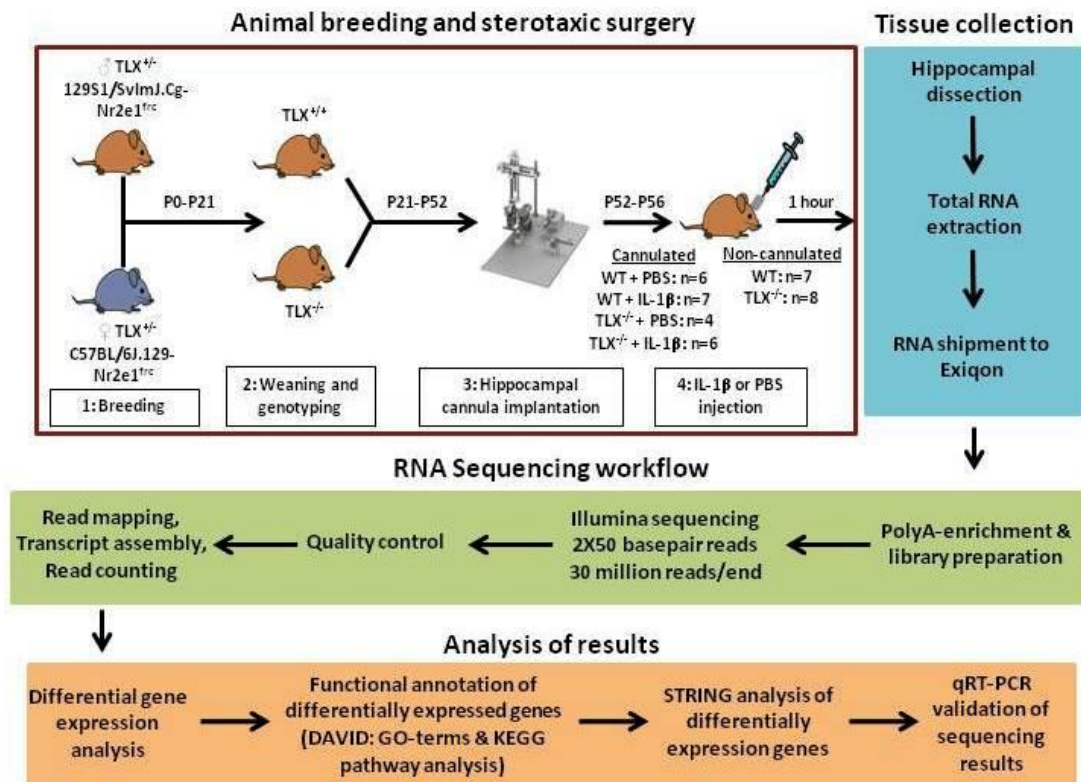 Animal breeding and sterotaxic surgery
♂ TLX+/-
129S1/SvImJ.Cg-
Nr2e1frc
♀ TLX+/-
C57BL/6J.129-
Nr2e1frc
1: Breeding
P0-P21
TLX+/+
TLX-/-
2: Weaning and
genotyping
P21-P52
3: Hippocampal
cannula implantation
P52-P56
Cannulated
WT + PBS: n=6
WT + IL-1β: n=7
TLX-/- + PBS: n=4
TLX-/- + IL-1β: n=6
Non-cannulated
WT: n=7
TLX-/-: n=8
4: IL-1β or PBS
injection
1 hour
Tissue collection
Hippocampal
dissection
Total RNA
extraction
RNA shipment to
Exiqon
RNA Sequencing workflow
PolyA-enrichment &
library preparation
Illumina sequencing
2X50 basepair reads
30 million reads/end
Quality control
Read mapping,
Transcript assembly,
Read counting
Analysis of results
Differential gene
expression
analysis
Functional annotation of
differentially expressed genes
(DAVID: GO-terms & KEGG
pathway analysis)
STRING analysis of
differentially
expression genes
qRT-PCR
validation of
sequencing
results